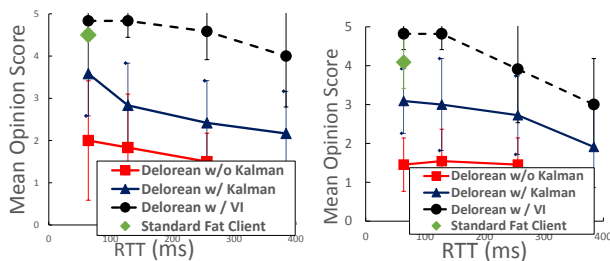 Mean Opinion Score
5
4
3
2
1
0
Delorean w/o Kalman
Delorean w/ Kalman
Delorean w / VI
Standard Fat Client
0 100 200 300 400
RTT (ms)
Mean Opinion Score
5
4
3
2
1
0
Delorean w/o Kalman
Delorean w/ Kalman
Delorean w / VI
Standard Fat Client
0 100 200 300 400
RTT (ms)